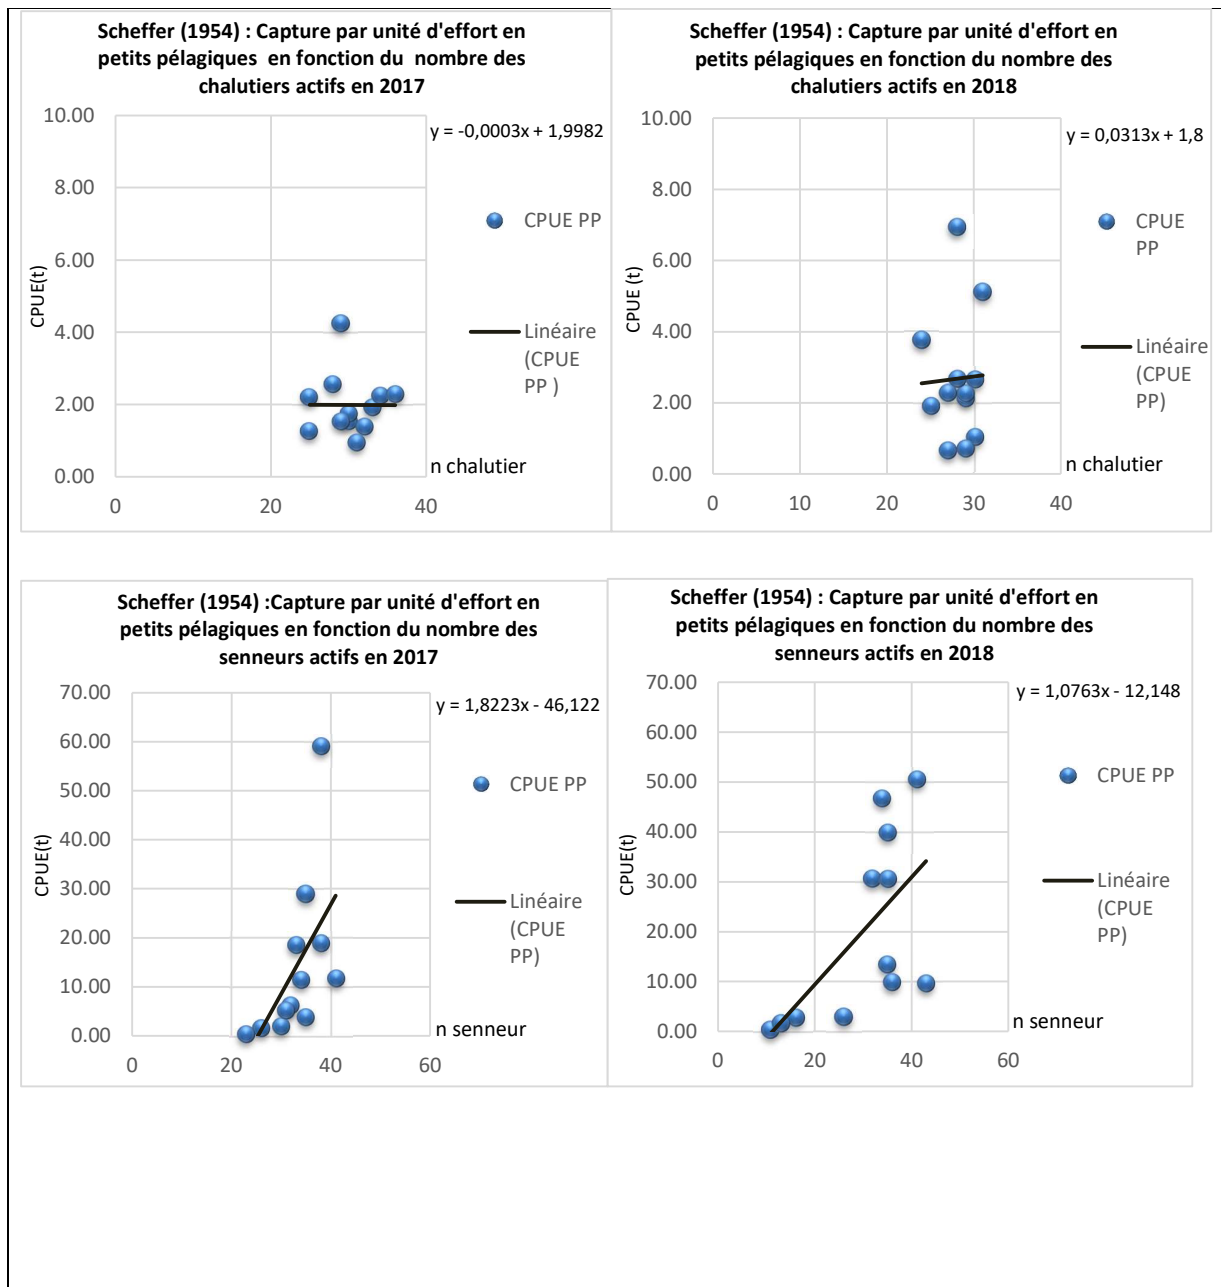 Scheffer (1954) : Capture par unité d'effort en
petits pélagiques en fonction du nombre des
chalutiers actifs en 2017
y = -0,0003x + 1,9982
10.00
8.00
6.00
4.00
2.00
0.00
CPUE(t)
CPUE PP
Linéaire
(CPUE
PP )
n chalutier
0
20
40
Scheffer (1954) : Capture par unité d'effort en
petits pélagiques en fonction du nombre des
chalutiers actifs en 2018
y = 0,0313x + 1,8
10.00
8.00
6.00
4.00
2.00
0.00
CPUE (t)
CPUE
PP
Linéaire
(CPUE
PP)
n chalutier
0
10
20
30
40
Scheffer (1954) :Capture par unité d'effort en
petits pélagiques en fonction du nombre des
senneurs actifs en 2017
y = 1,8223x - 46,122
70.00
60.00
50.00
40.00
30.00
20.00
10.00
0.00
CPUE(t)
CPUE PP
Linéaire
(CPUE
PP)
n senneur
0
20
40
60
Scheffer (1954) : Capture par unité d'effort en
petits pélagiques en fonction du nombre des
senneurs actifs en 2018
y = 1,0763x - 12,148
70.00
60.00
50.00
40.00
30.00
20.00
10.00
0.00
CPUE(t)
CPUE PP
Linéaire
(CPUE
PP)
n senneur
0
20
40
60